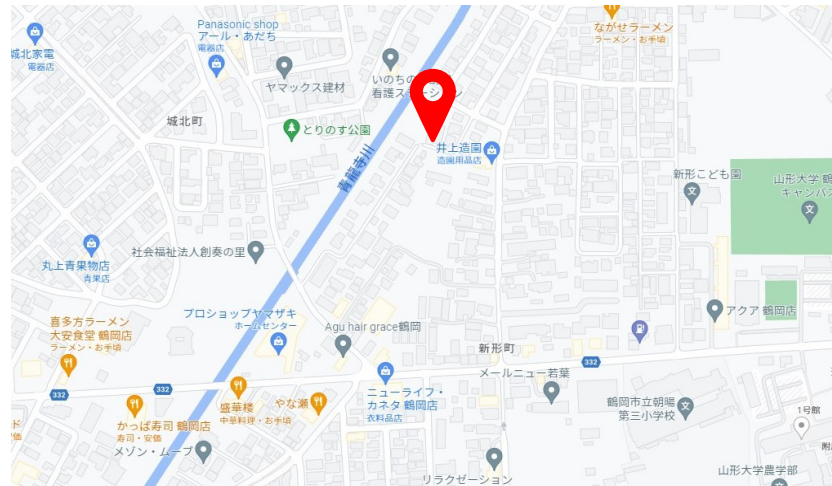 Panasonic shop
アール・あだち
電器店
城北家電
電器店
ヤマックス建材
いのちの
看護ステーション
ながせラーメン
ラーメン・お手頃
城北町
とりのす公園
井上造園
造園用品店
青龍寺川
新形こども園
山形大学 鶴
キャンパス
丸上青果物店
青果店
社会福祉法人創奏の里
プロショップヤマザキ
ホームセンター
アクア 鶴岡店
喜多方ラーメン
大安食堂 鶴岡店
ラーメン・お手頃
Agu hair grace鶴岡
新形町
332
332
332
メールニュー若葉
ニューライフ・
カネタ 鶴岡店
衣料品店
盛華楼
中華料理・お手頃
やな瀬
かっぱ寿司 鶴岡店
寿司・安価
ド
価
鶴岡市立朝暘
第三小学校
1号館
メゾン・ムーブ
リラクゼーション
山形大学農学部
附